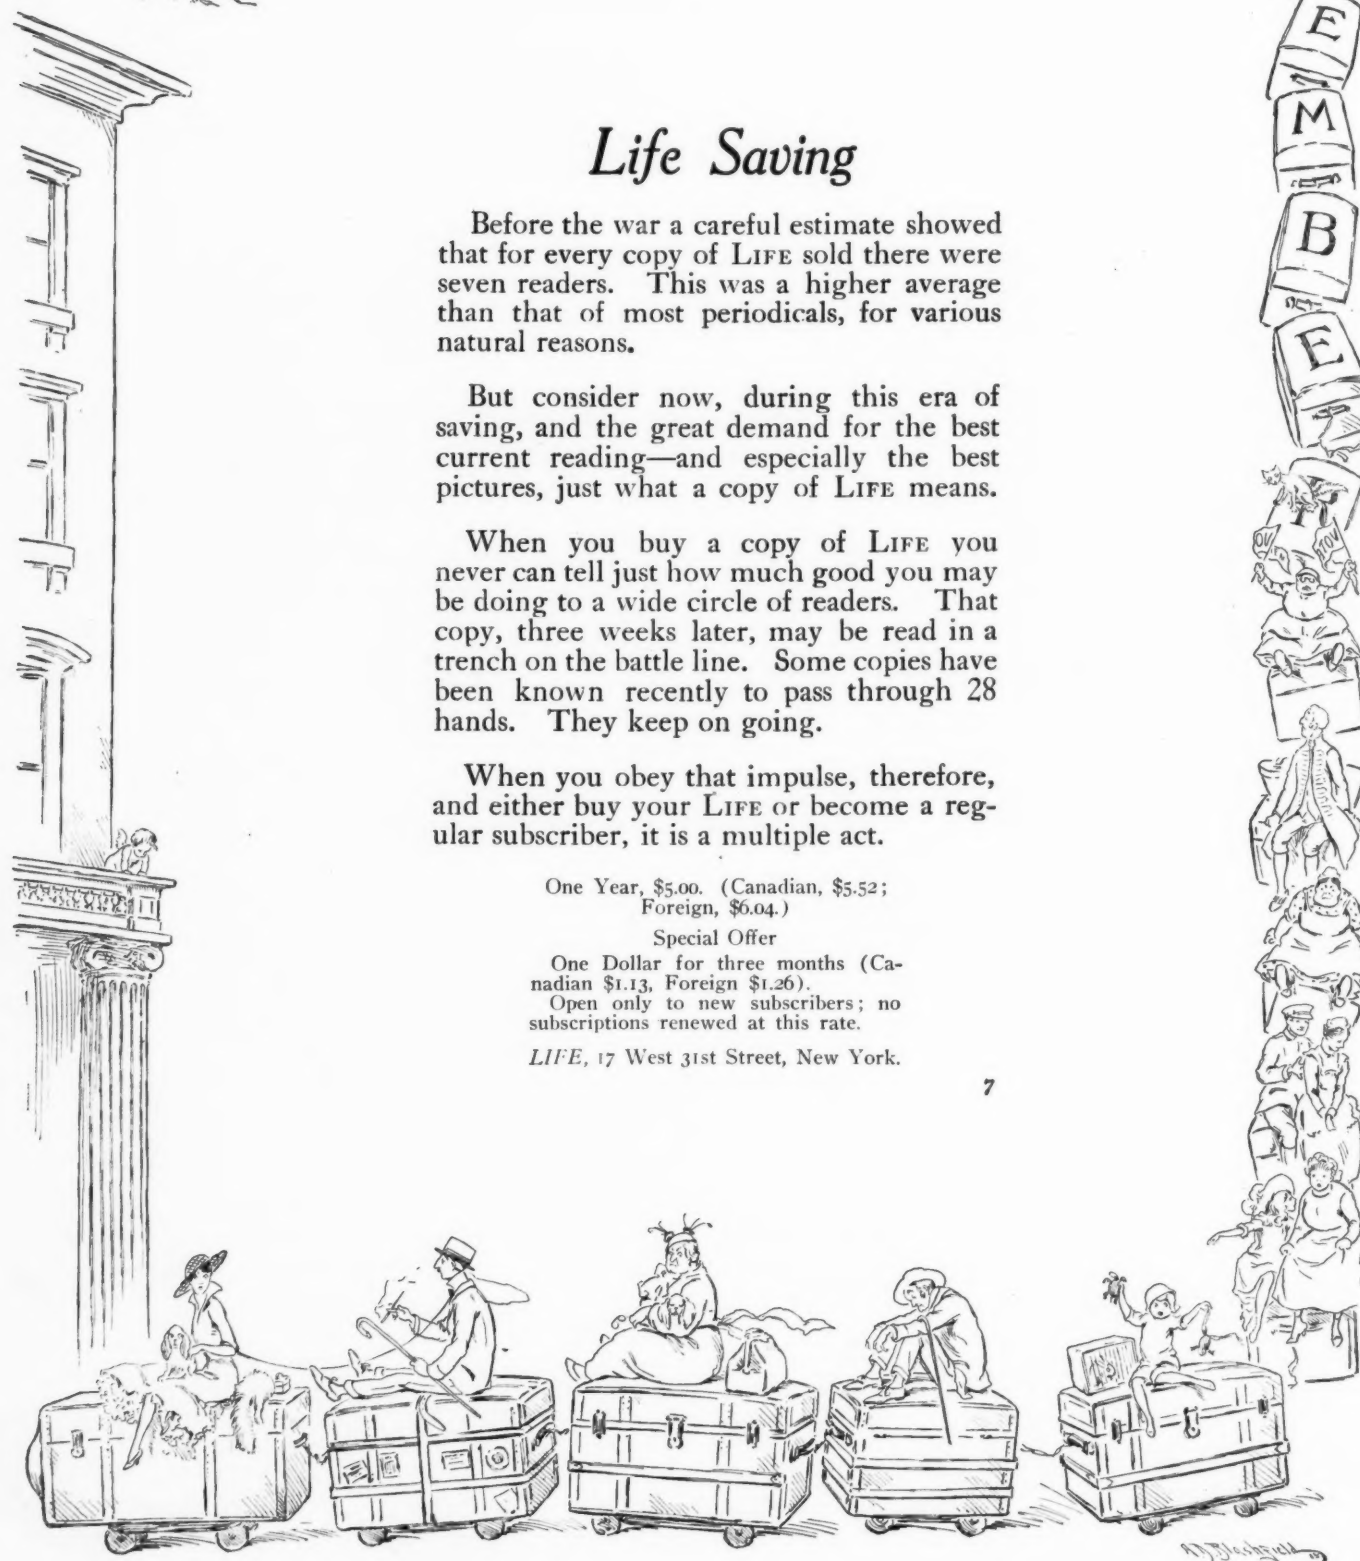 E
M
B
E
Life Saving
Before the war a careful estimate showed
that for every copy of LIFE sold there were
seven readers. This was a higher average
than that of most periodicals, for various
natural reasons.
But consider now, during this era of
saving, and the great demand for the best
current reading—and especially the best
pictures, just what a copy of LIFE means.
When you buy a copy of LIFE you
never can tell just how much good you may
be doing to a wide circle of readers. That
copy, three weeks later, may be read in a
trench on the battle line. Some copies have
been known recently to pass through 28
hands. They keep on going.
When you obey that impulse, therefore,
and either buy your LIFE or become a reg-
ular subscriber, it is a multiple act.
One Year, $5.00. (Canadian, $5.52;
Foreign, $6.04.)
Special Offer
One Dollar for three months (Ca-
nadian $1.13, Foreign $1.26).
Open only to new subscribers; no
subscriptions renewed at this rate.
LIFE, 17 West 31st Street, New York.
7